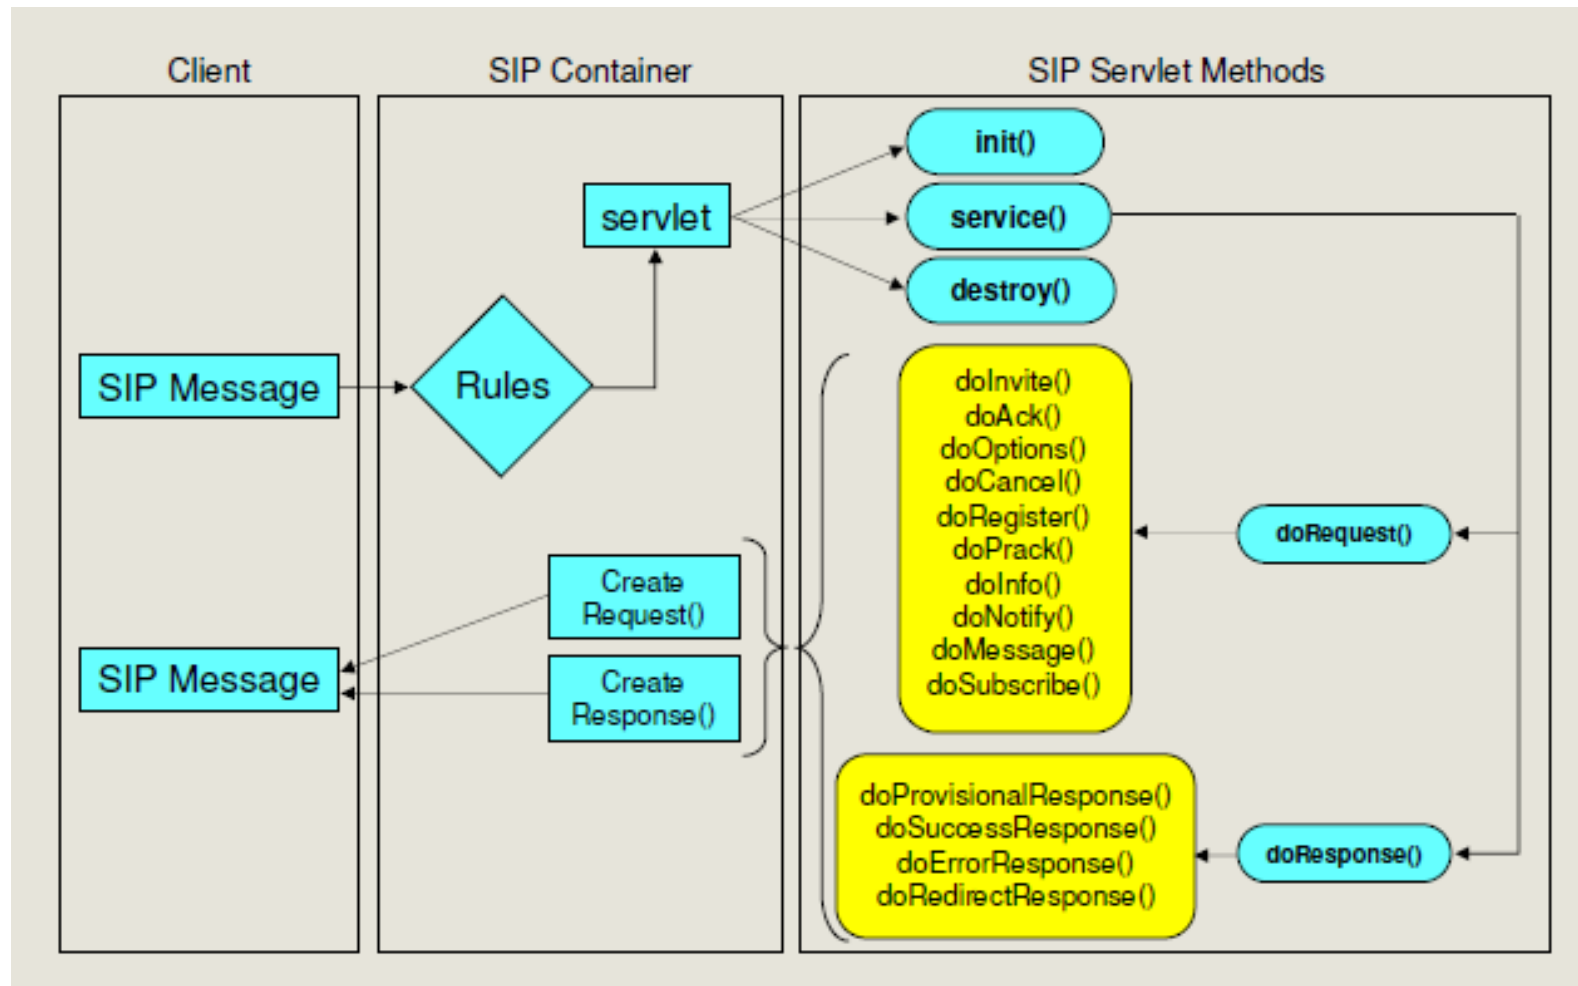 Client
SIP Container
SIP Servlet Methods
init()
servlet
service()
destroy()
SIP Message
Rules
doInvite()
doAck()
doOptions()
doCancel()
doRegister()
doPrack()
doInfo()
doNotify()
doMessage()
doSubscribe()
doRequest()
Create
Request()
SIP Message
Create
Response()
doProvisionalResponse()
doSuccessResponse()
doErrorResponse()
doRedirectResponse()
doResponse()